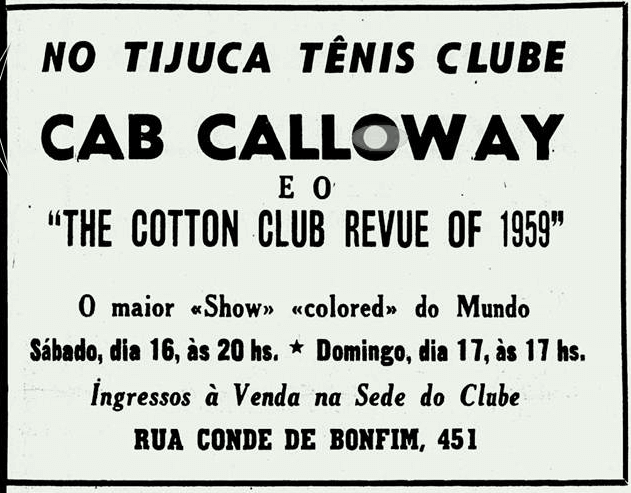 NO TIJUCA TÊNIS CLUBE
CAB CALLOWAY
E O
"THE COTTON CLUB REVUE OF 1959"
O maior «Show» «colored» do Mundo
Sábado, dia 16, às 20 hs. ★ Domingo, dia 17, às 17 hs.
Ingressos à Venda na Sede do Clube
RUA CONDE DE BONFIM, 451